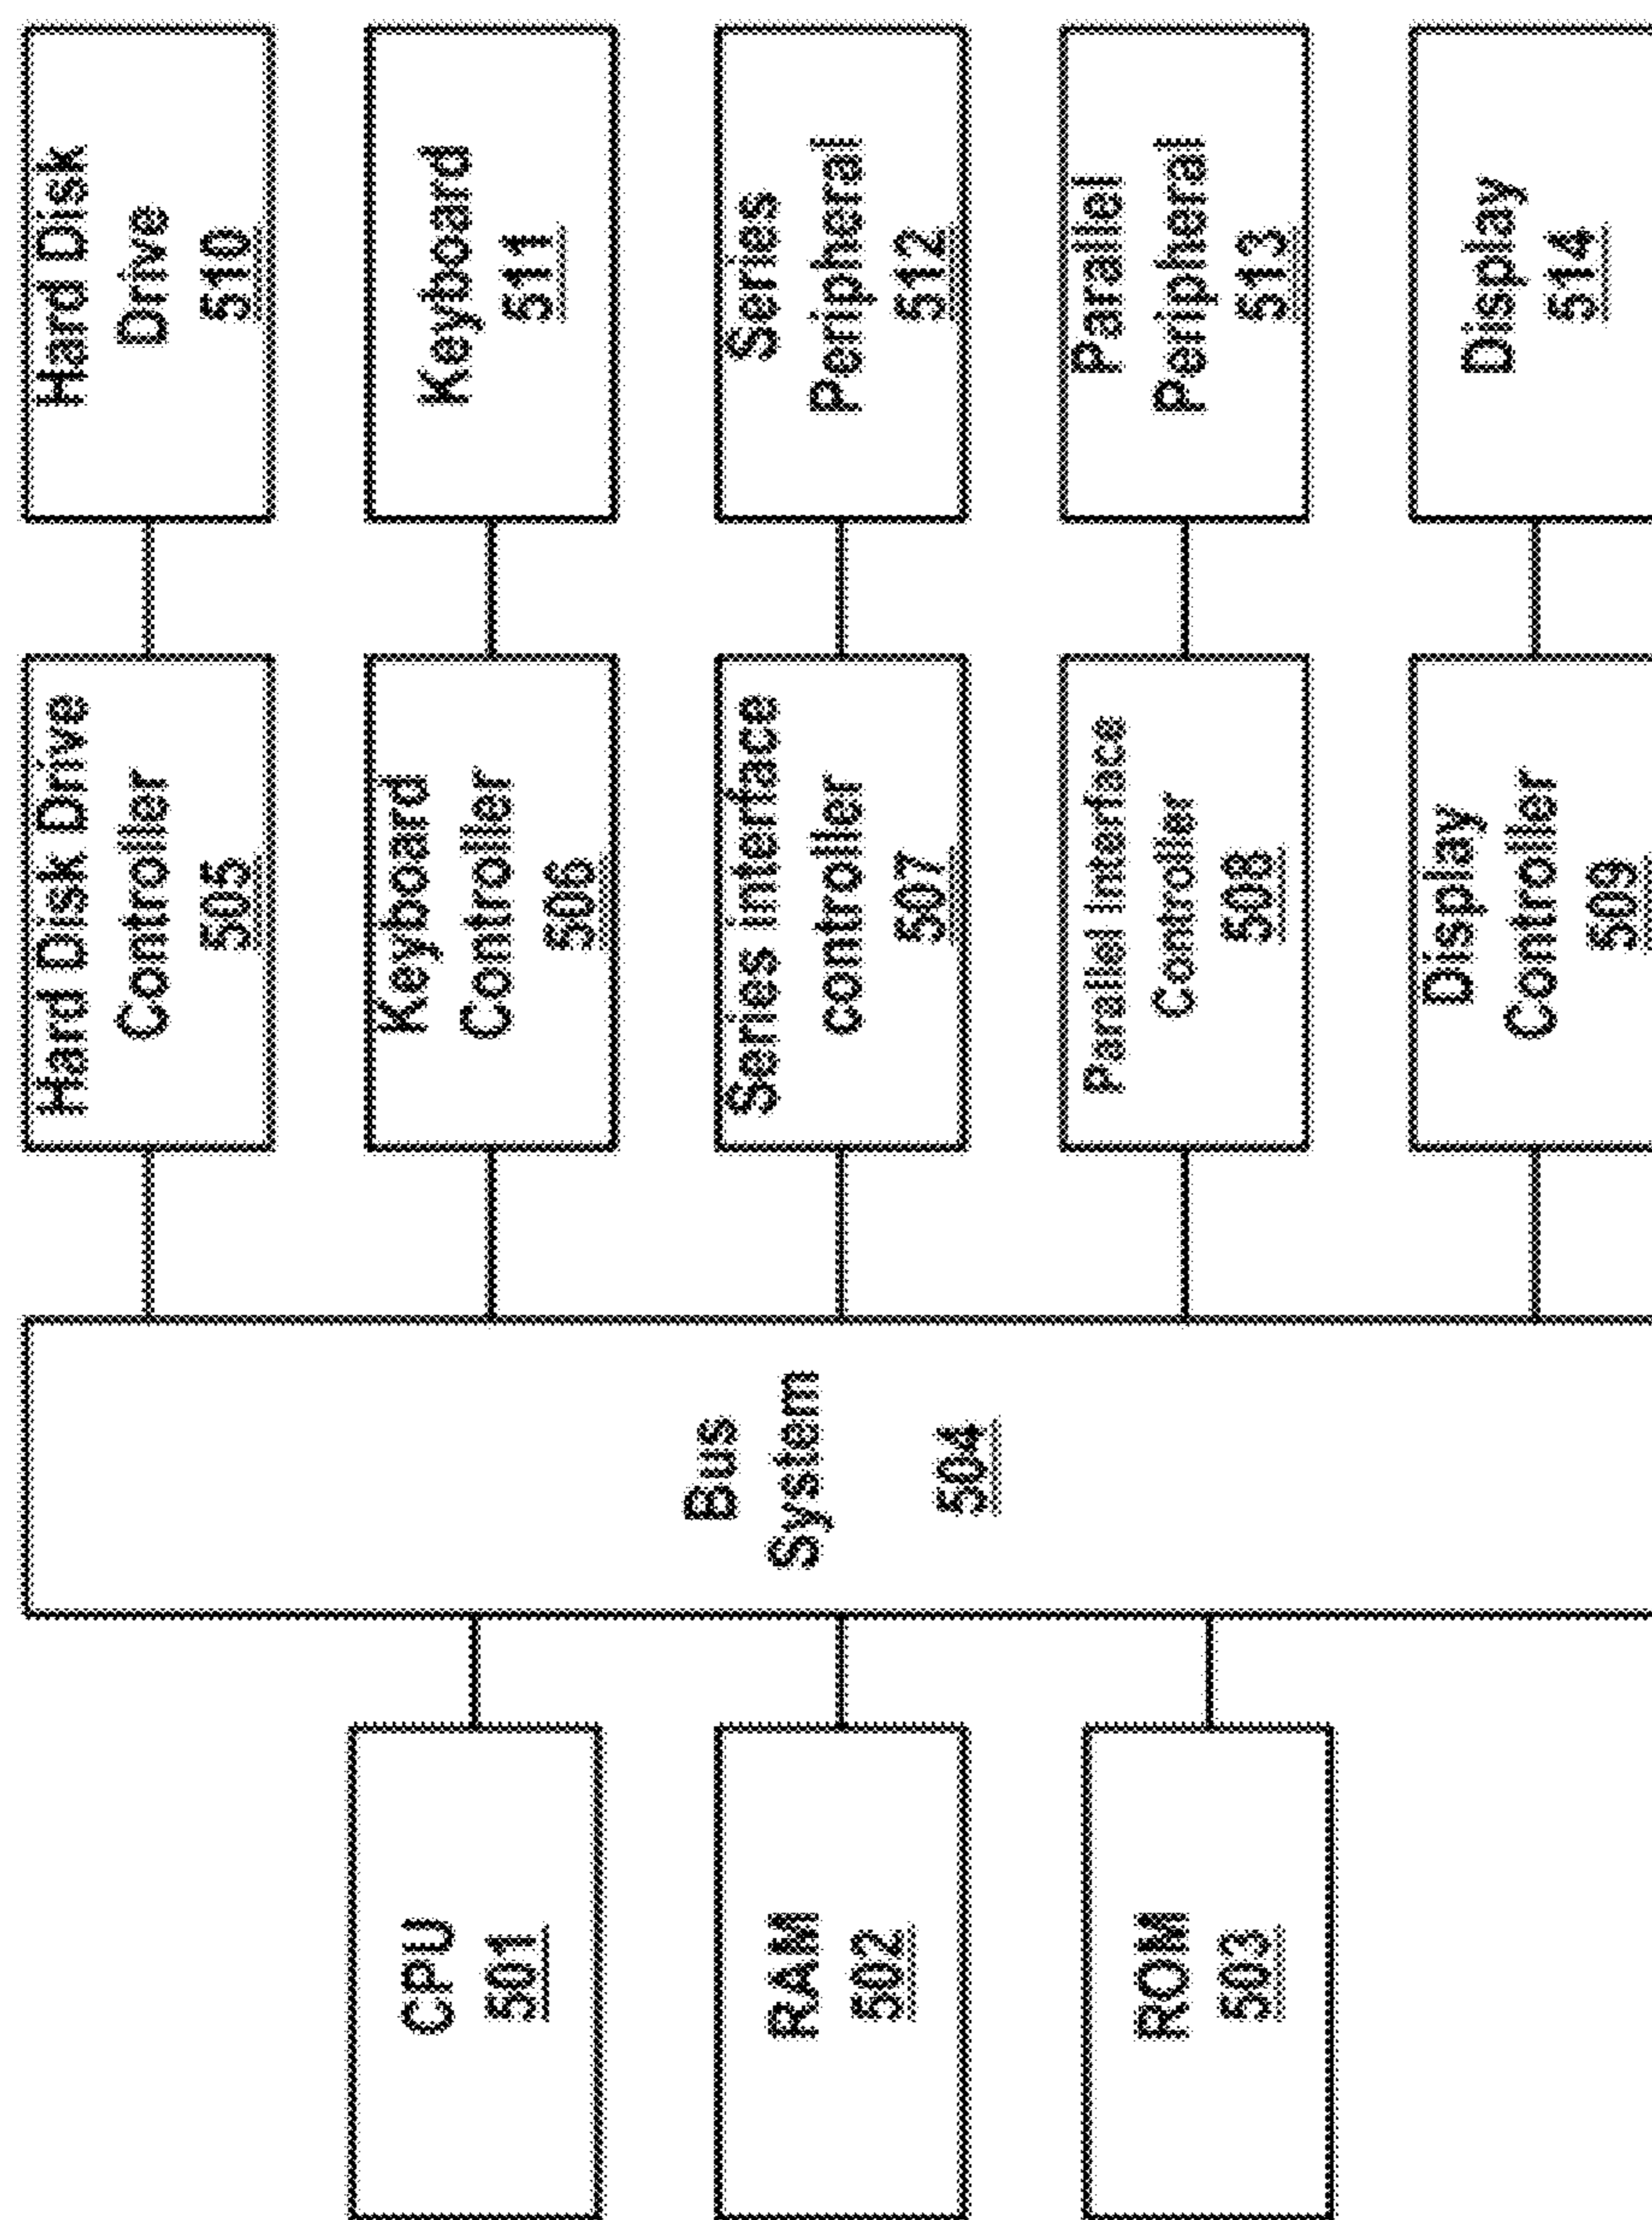 CPU
501
RAM
502
ROM
503
Bus
System
504
Hard Disk Drive
Controller
505
Keyboard
Controller
506
Series interface
controller
507
Parallel Interface
Controller
508
Display
Controller
509
Hard Disk
Drive
510
Keyboard
511
Series
Peripheral
512
Parallel
Peripheral
513
Display
514